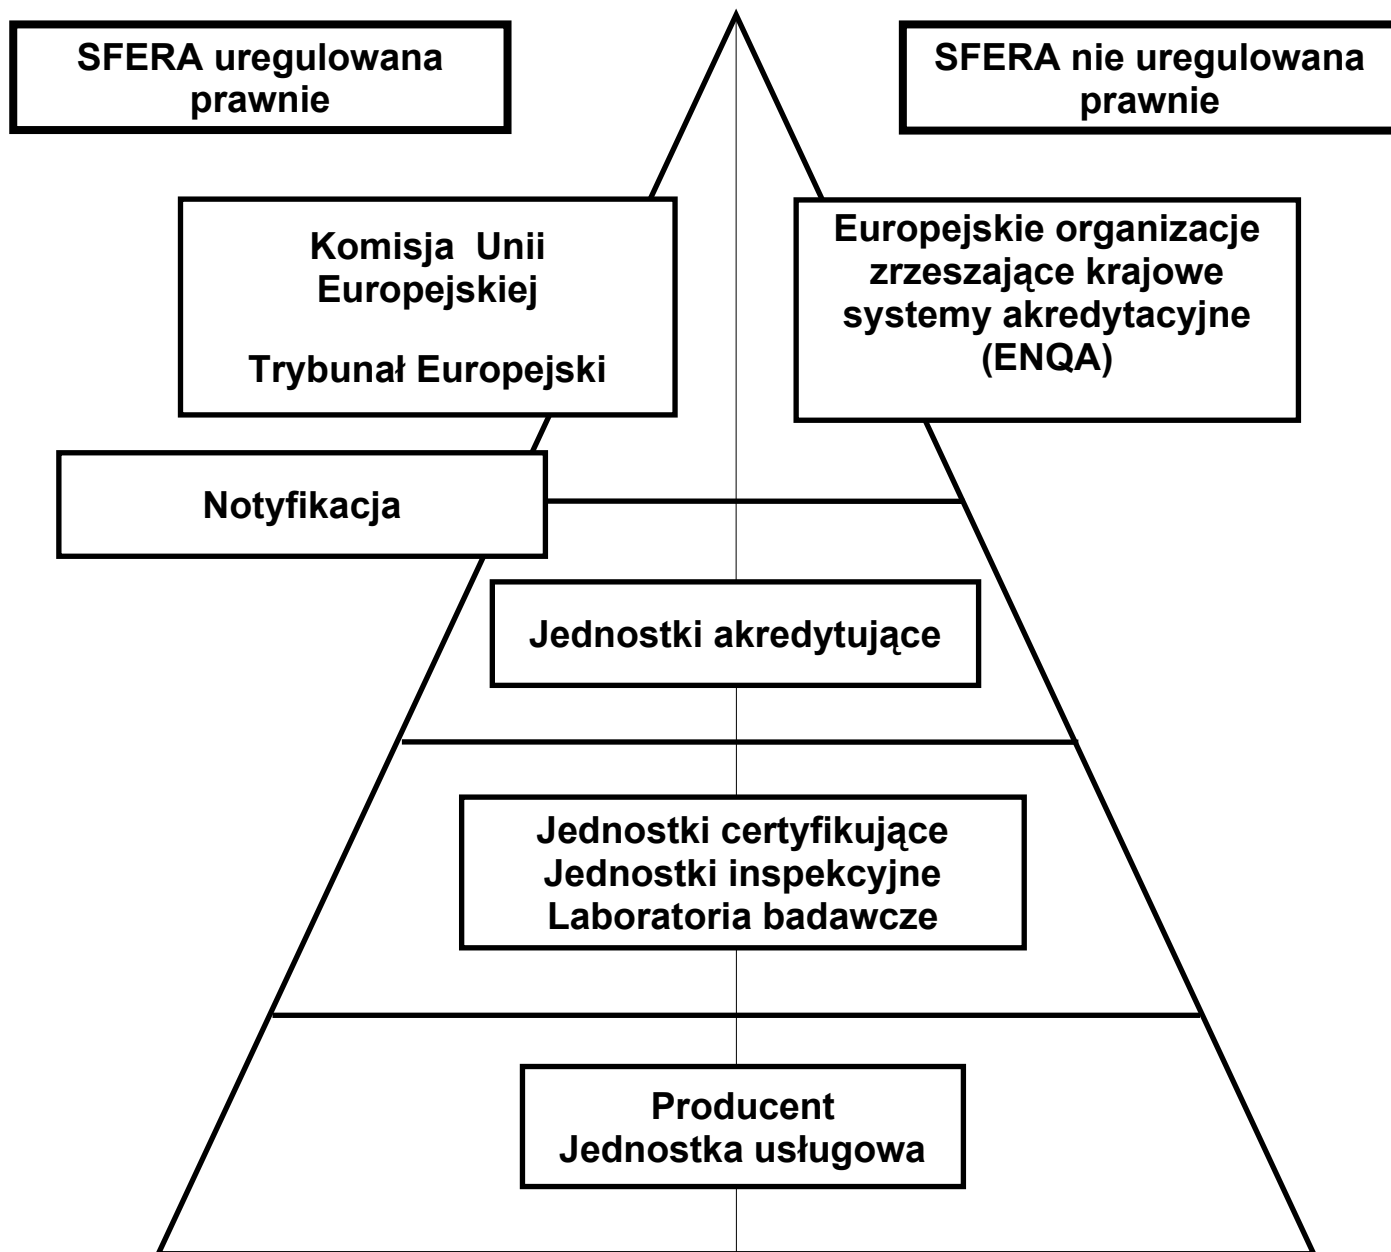 SFERA uregulowana
prawnie
SFERA nie uregulowana
prawnie
Komisja Unii
Europejskiej
Trybunał Europejski
Europejskie organizacje
zrzeszające krajowe
systemy akredytacyjne
(ENQA)
Notyfikacja
Jednostki akredytujące
Jednostki certyfikujące
Jednostki inspekcyjne
Laboratoria badawcze
Producent
Jednostka usługowa